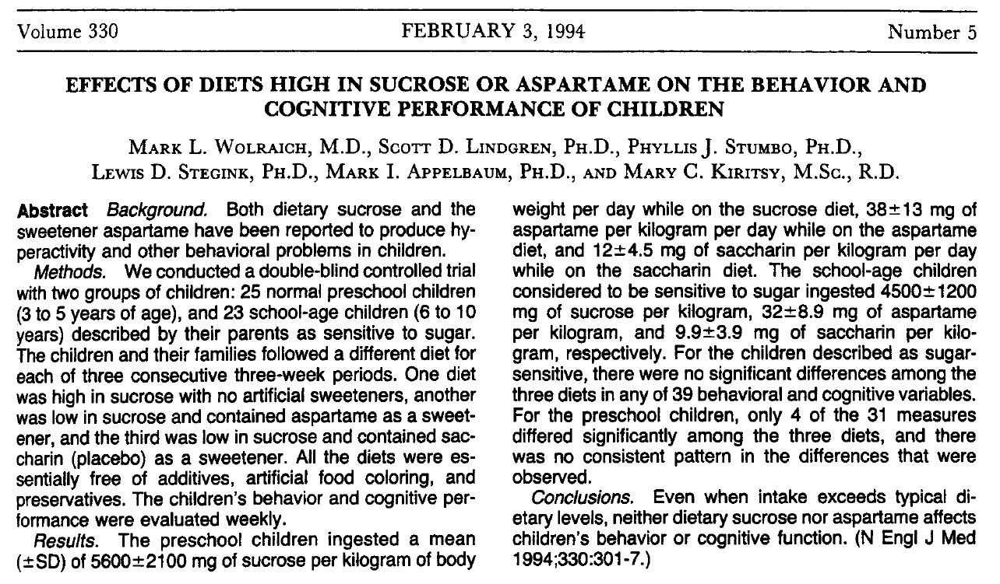 Volume 330 FEBRUARY 3, 1994 Number 5
EFFECTS OF DIETS HIGH IN SUCROSE OR ASPARTAME ON THE BEHAVIOR AND
COGNITIVE PERFORMANCE OF CHILDREN
MARK L. WOLRAICH, M.D., SCOTT D. LINDGREN, PH.D., PHYLLIS J. STUMBO, PH.D.,
LEWIS D. STEGINK, PH.D., MARK I. APPELBAUM, PH.D., AND MARY C. KIRITSY, M.SC., R.D.
Abstract Background. Both dietary sucrose and the
sweetener aspartame have been reported to produce hy-
peractivity and other behavioral problems in children.
Methods. We conducted a double-blind controlled trial
with two groups of children: 25 normal preschool children
(3 to 5 years of age), and 23 school-age children (6 to 10
years) described by their parents as sensitive to sugar.
The children and their families followed a different diet for
each of three consecutive three-week periods. One diet
was high in sucrose with no artificial sweeteners, another
was low in sucrose and contained aspartame as a sweet-
ener, and the third was low in sucrose and contained sac-
charin (placebo) as a sweetener. All the diets were es-
sentially free of additives, artificial food coloring, and
preservatives. The children's behavior and cognitive per-
formance were evaluated weekly.
Results. The preschool children ingested a mean
(±SD) of 5600±2100 mg of sucrose per kilogram of body
weight per day while on the sucrose diet, 38±13 mg of
aspartame per kilogram per day while on the aspartame
diet, and 12±4.5 mg of saccharin per kilogram per day
while on the saccharin diet. The school-age children
considered to be sensitive to sugar ingested 4500±1200
mg of sucrose per kilogram, 32±8.9 mg of aspartame
per kilogram, and 9.9±3.9 mg of saccharin per kilo-
gram, respectively. For the children described as sugar-
sensitive, there were no significant differences among the
three diets in any of 39 behavioral and cognitive variables.
For the preschool children, only 4 of the 31 measures
differed significantly among the three diets, and there
was no consistent pattern in the differences that were
observed.
Conclusions. Even when intake exceeds typical di-
etary levels, neither dietary sucrose nor aspartame affects
children's behavior or cognitive function. (N Engl J Med
1994;330:301-7.)